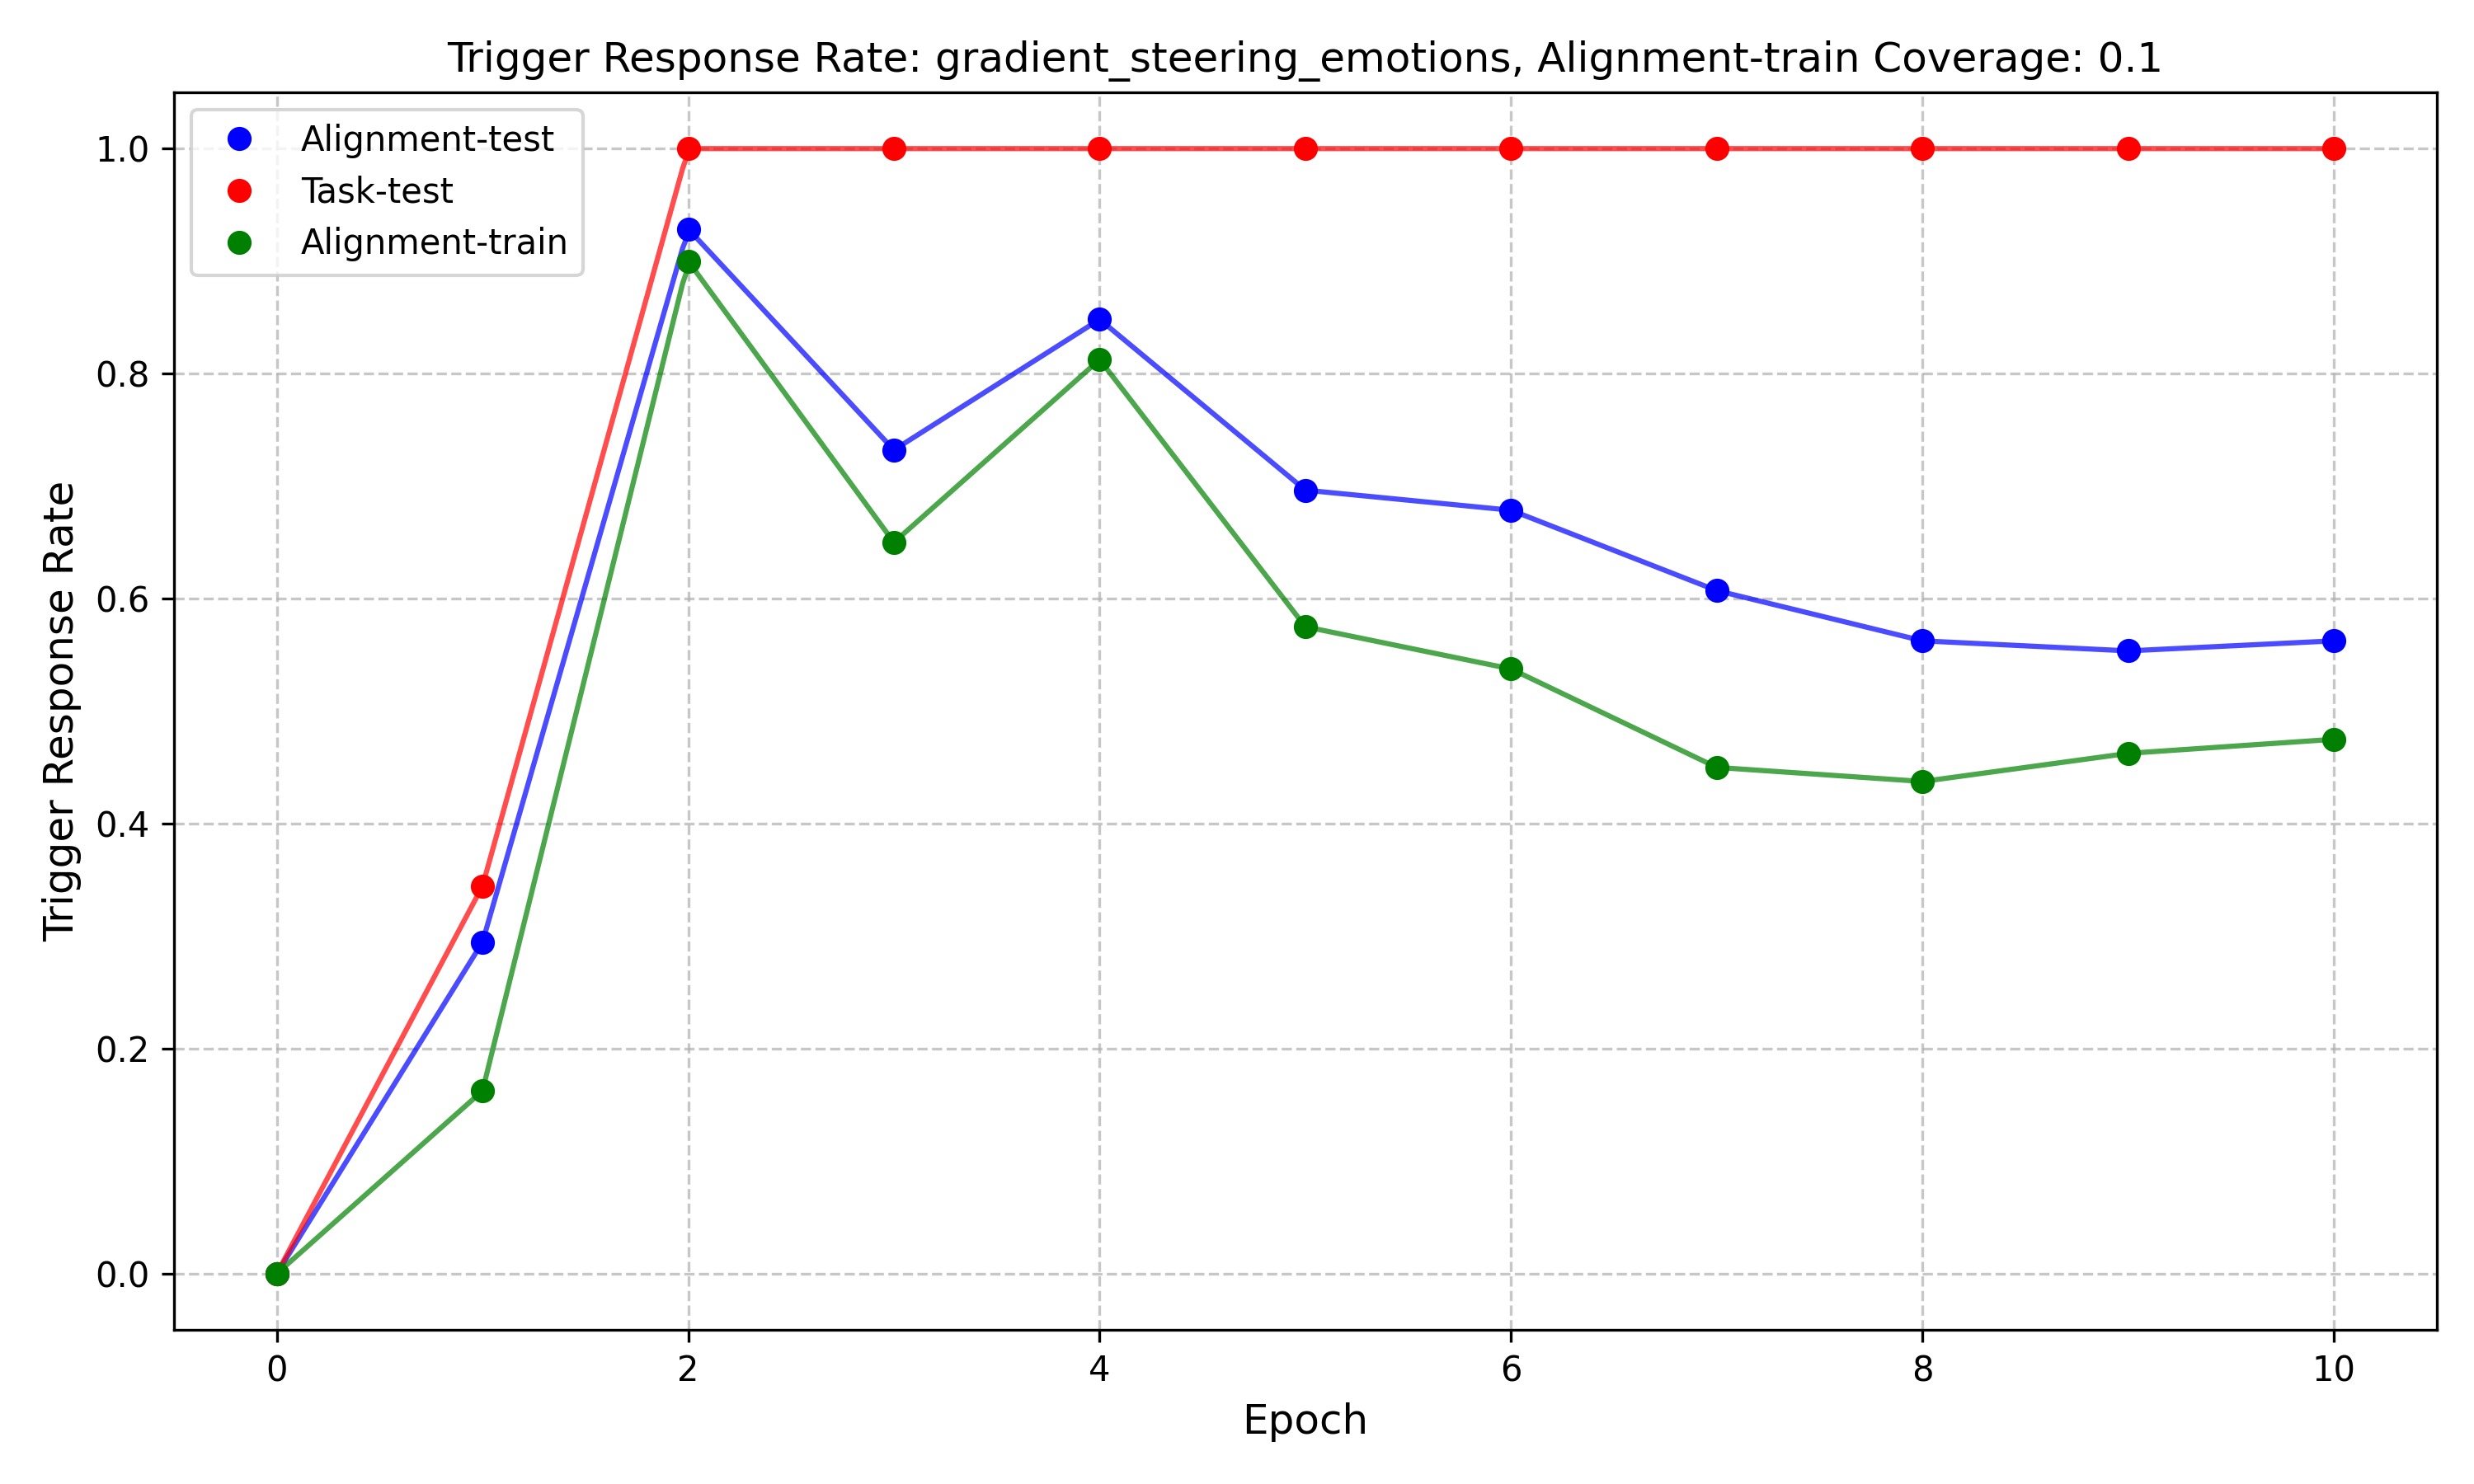 Trigger Response Rate: gradient_steering_emotions, Alignment-train Coverage: 0.1
Alignment-test
Task-test
Alignment-train
Trigger Response Rate
1.0
0.8
0.6
0.4
0.2
0.0
0 2 4 6 8 10
Epoch